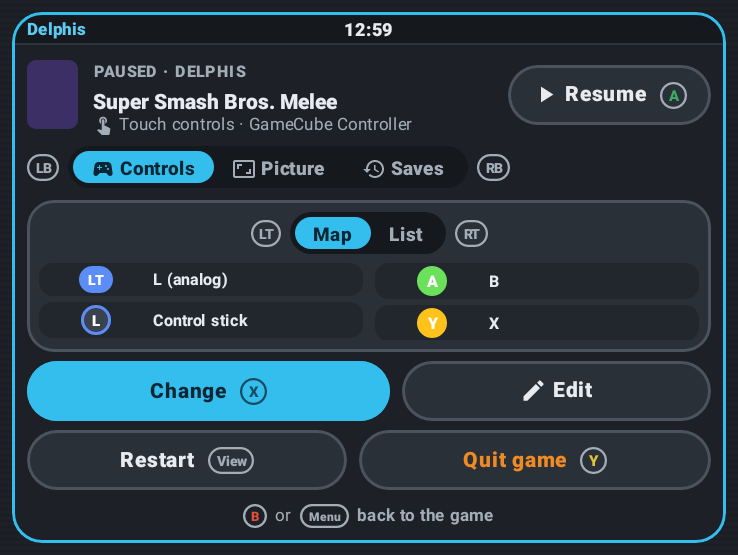 Delphis 12:59
PAUSED · DELPHIS
Super Smash Bros. Melee
Touch controls · GameCube Controller
Resume A
LB Controls Picture Saves RB
LT Map List RT
LT L (analog) A B
L Control stick Y X
Change X Edit
Restart View Quit game Y
B or Menu back to the game